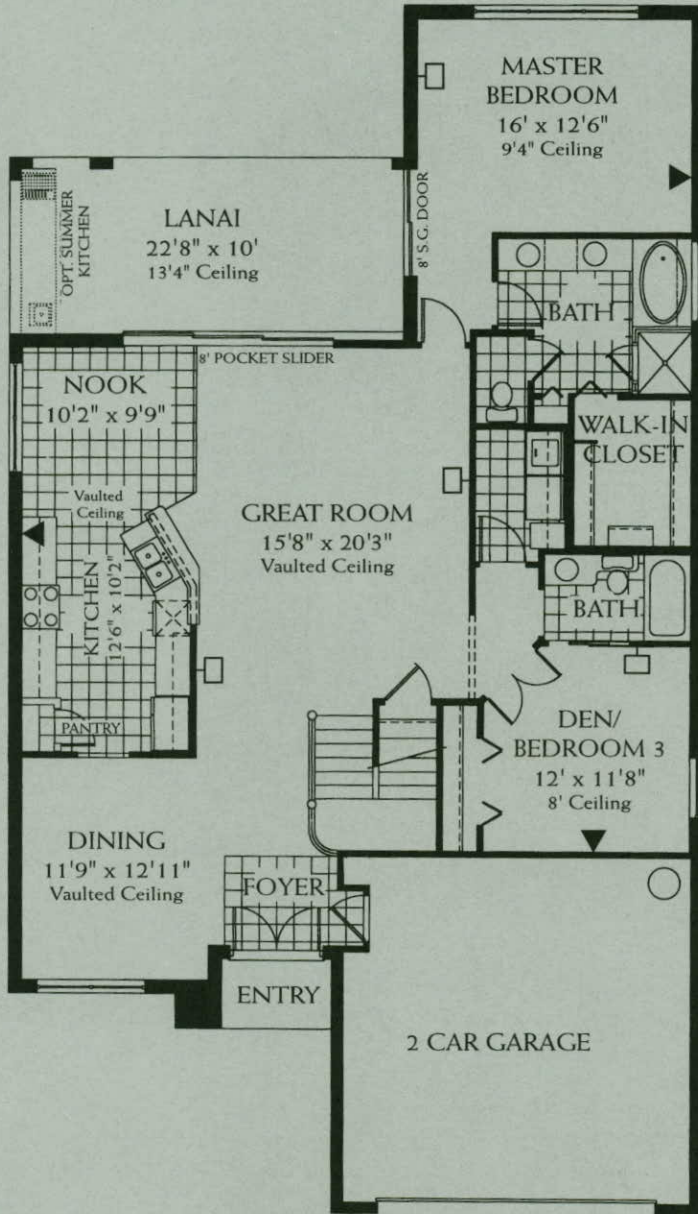 MASTER
BEDROOM
16' x 12'6"
9'4" Ceiling
LANAI
22'8" x 10'
13'4" Ceiling
OPT. SUMMER
KITCHEN
8' S.G. DOOR
BATH
8' POCKET SLIDER
NOOK
10'2" x 9'9"
WALK-IN
CLOSET
Vaulted
Ceiling
GREAT ROOM
15'8" x 20'3"
Vaulted Ceiling
KITCHEN
12'6" x 10'2"
BATH
PANTRY
DEN/
BEDROOM 3
12' x 11'8"
8' Ceiling
DINING
11'9" x 12'11"
Vaulted Ceiling
FOYER
ENTRY
2 CAR GARAGE